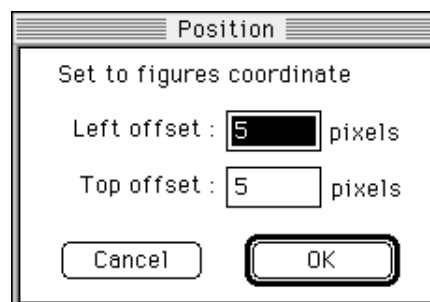 Position
Set to figures coordinate
Left offset : 5 pixels
Top offset : 5 pixels
Cancel OK